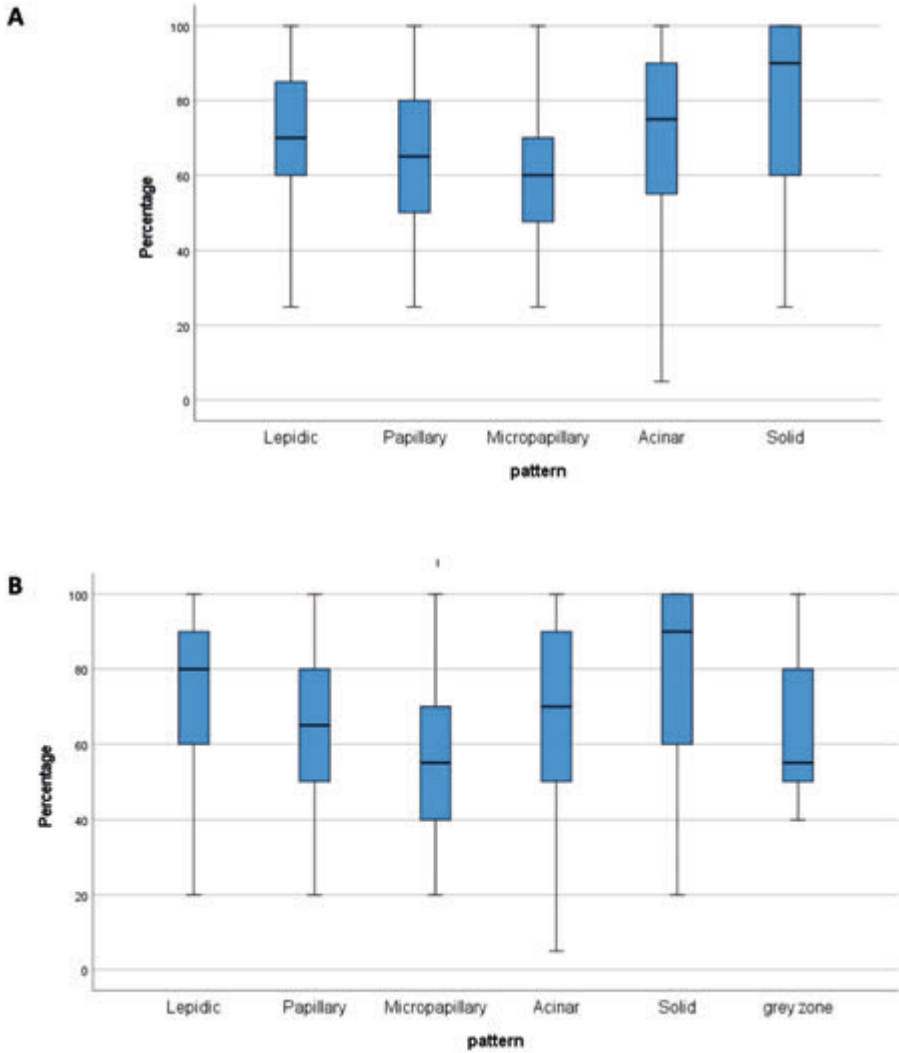 A
Percentage
100
80
60
40
20
0
Lepidic Papillary Micropapillary Acinar Solid
pattern
B
Percentage
100
80
60
40
20
0
Lepidic Papillary Micropapillary Acinar Solid grey zone
pattern